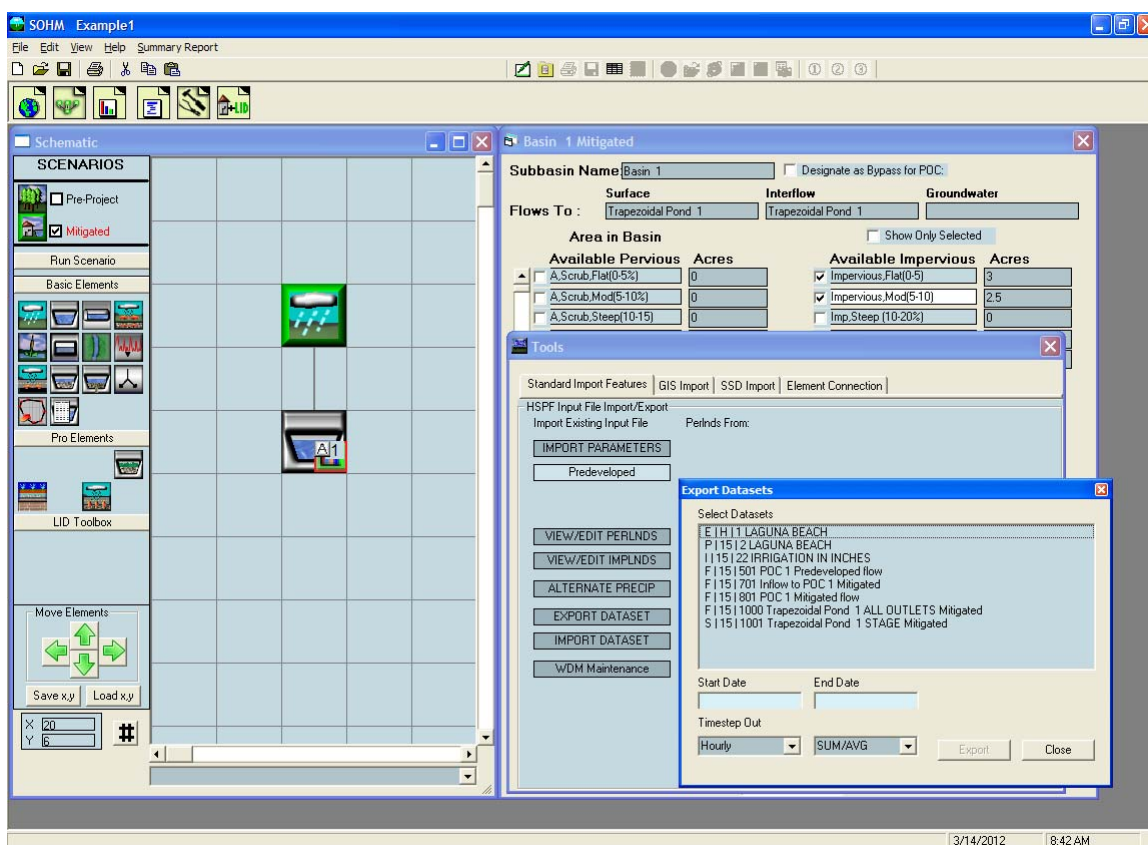 SOHM Example1
File Edit View Help Summary Report
Schematic
SCENARIOS
Pre-Project
Mitigated
Run Scenario
Basic Elements
Pro Elements
LID Toolbox
Move Elements
Save x,y Load x,y
X 20
Y 6
#
A 1
+LID
Basin 1 Mitigated
Subbasin Name: Basin 1 Designate as Bypass for POC:
Surface Interflow Groundwater
Flows To : Trapezoidal Pond 1 Trapezoidal Pond 1
Area in Basin Show Only Selected
Available Pervious Acres Available Impervious Acres
A,Scrub,Flat(0-5%) 0 Impervious,Flat(0-5) 3
A,Scrub,Mod(5-10%) 0 Impervious,Mod(5-10) 2.5
A,Scrub,Steep(10-15) 0 Imp,Steep (10-20%) 0
Tools
Standard Import Features GIS Import SSD Import Element Connection
HSPF Input File Import/Export
Import Existing Input File Perlnds From:
IMPORT PARAMETERS
Predeveloped
VIEW/EDIT PERLNDS
VIEW/EDIT IMPLNDS
ALTERNATE PRECIP
EXPORT DATASET
IMPORT DATASET
WDM Maintenance
Export Datasets
Select Datasets
E | H | 1 LAGUNA BEACH
P | 15 | 2 LAGUNA BEACH
I | 15 | 22 IRRIGATION IN INCHES
F | 15 | 501 POC 1 Predeveloped flow
F | 15 | 701 Inflow to POC 1 Mitigated
F | 15 | 801 POC 1 Mitigated flow
F | 15 | 1000 Trapezoidal Pond 1 ALL OUTLETS Mitigated
S | 15 | 1001 Trapezoidal Pond 1 STAGE Mitigated
Start Date End Date
Timestep Out
Hourly SUM/AVG Export Close
3/14/2012 8:42 AM